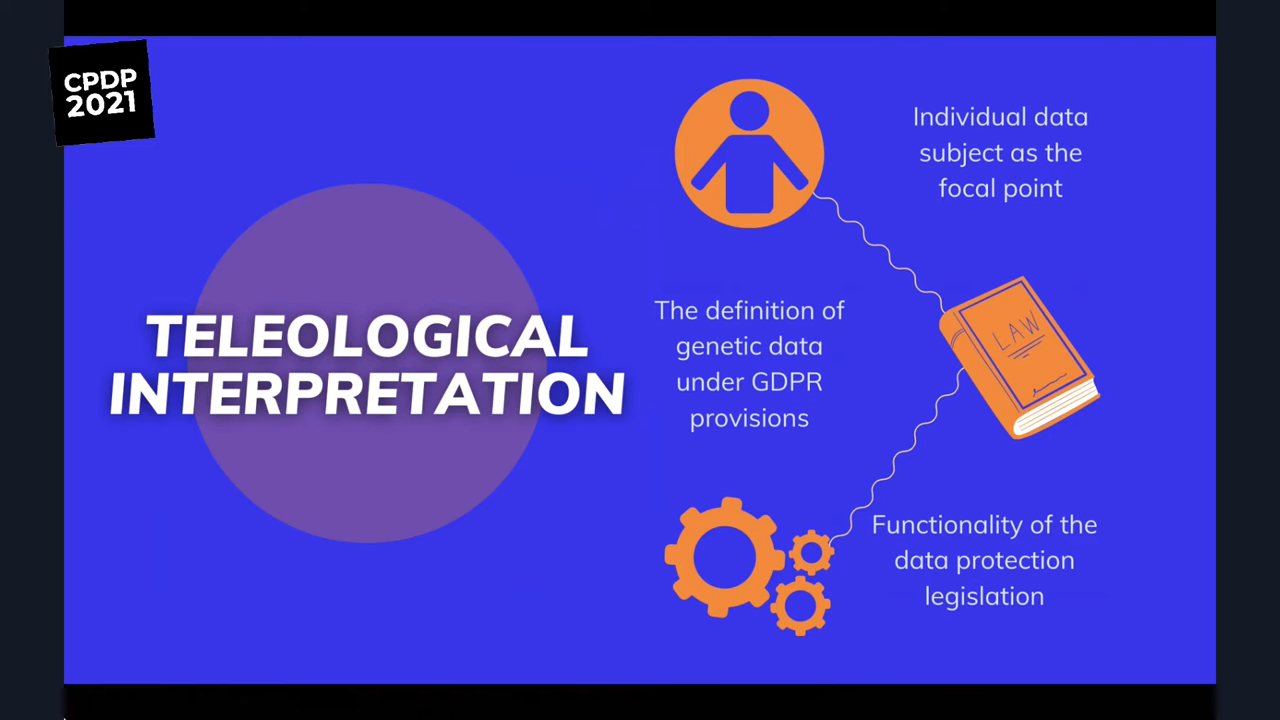 CPDP
2021
TELEOLOGICAL
INTERPRETATION
Individual data
subject as the
focal point
The definition of
genetic data
under GDPR
provisions
LAW
Functionality of the
data protection
legislation